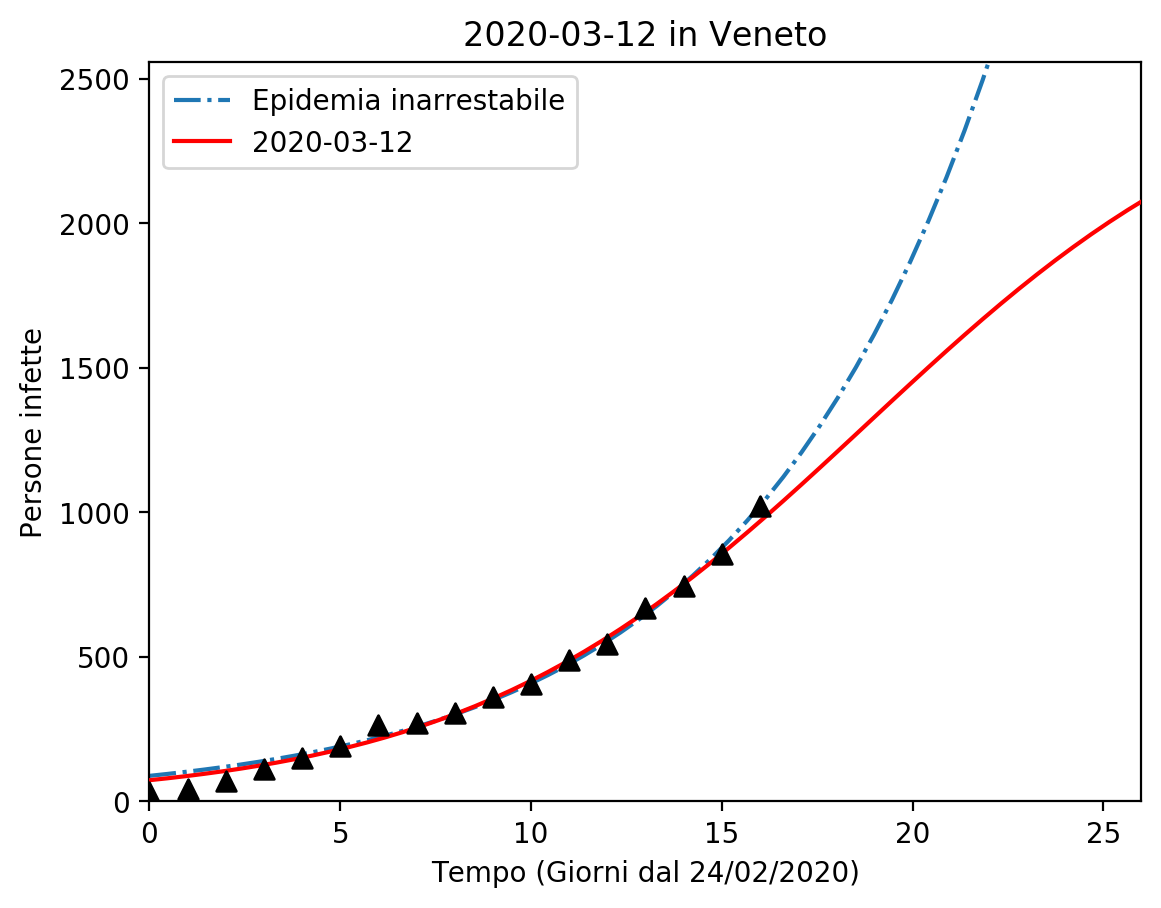 2020-03-12 in Veneto
Epidemia inarrestabile
2020-03-12
Persone infette
2500
2000
1500
1000
500
0
0 5 10 15 20 25
Tempo (Giorni dal 24/02/2020)